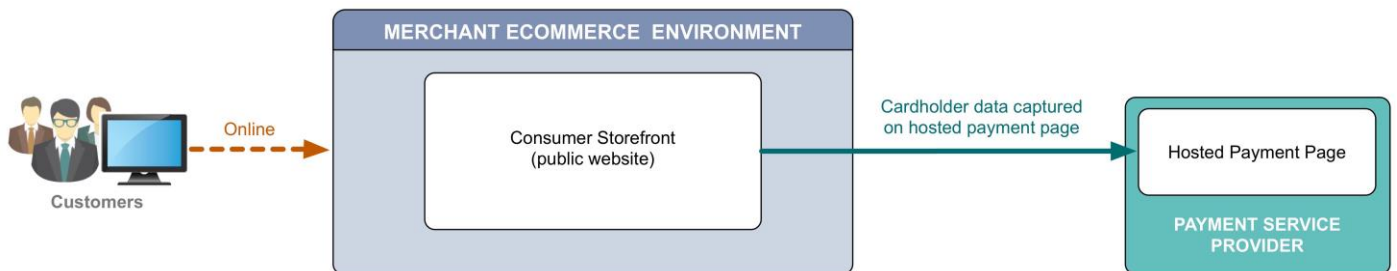 MERCHANT ECOMMERCE ENVIRONMENT
Customers
Online
Consumer Storefront
(public website)
Cardholder data captured
on hosted payment page
Hosted Payment Page
PAYMENT SERVICE
PROVIDER